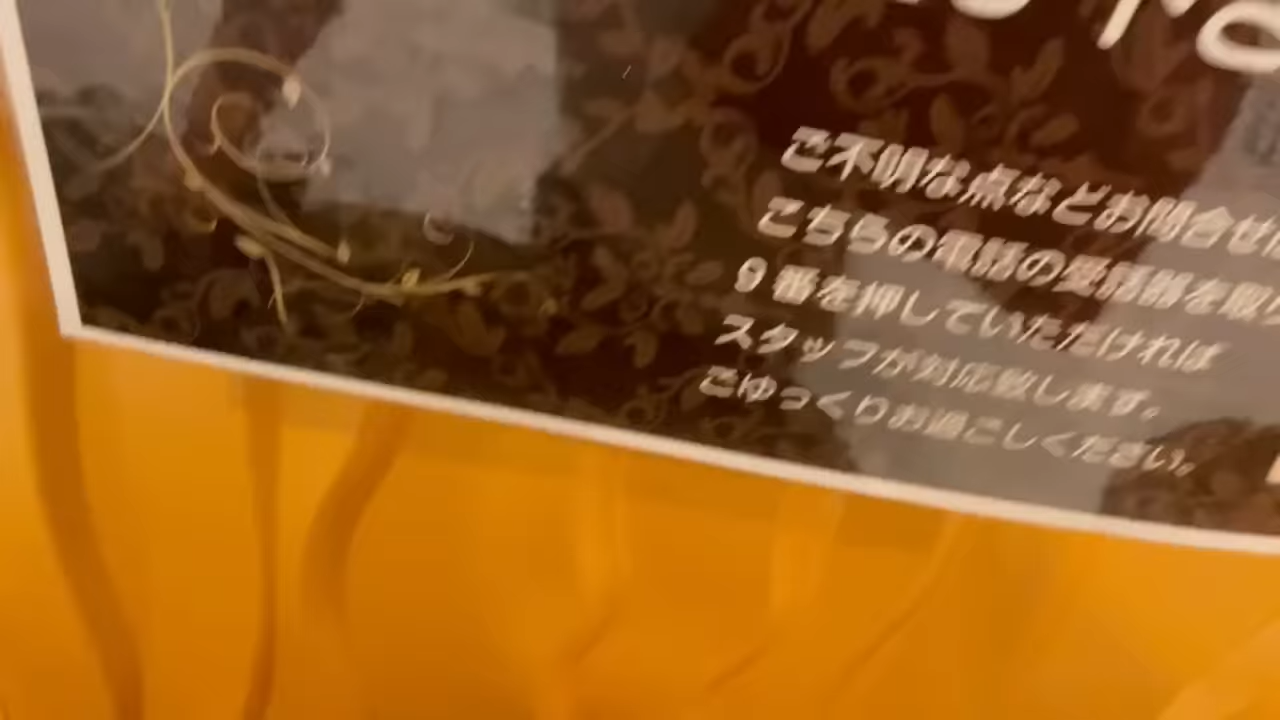 ご不明な点などお問合せは
こちらの電話の受話器を取
9番を押していただければ
スタッフが対応致します。
ごゆっくりお過ごしください。